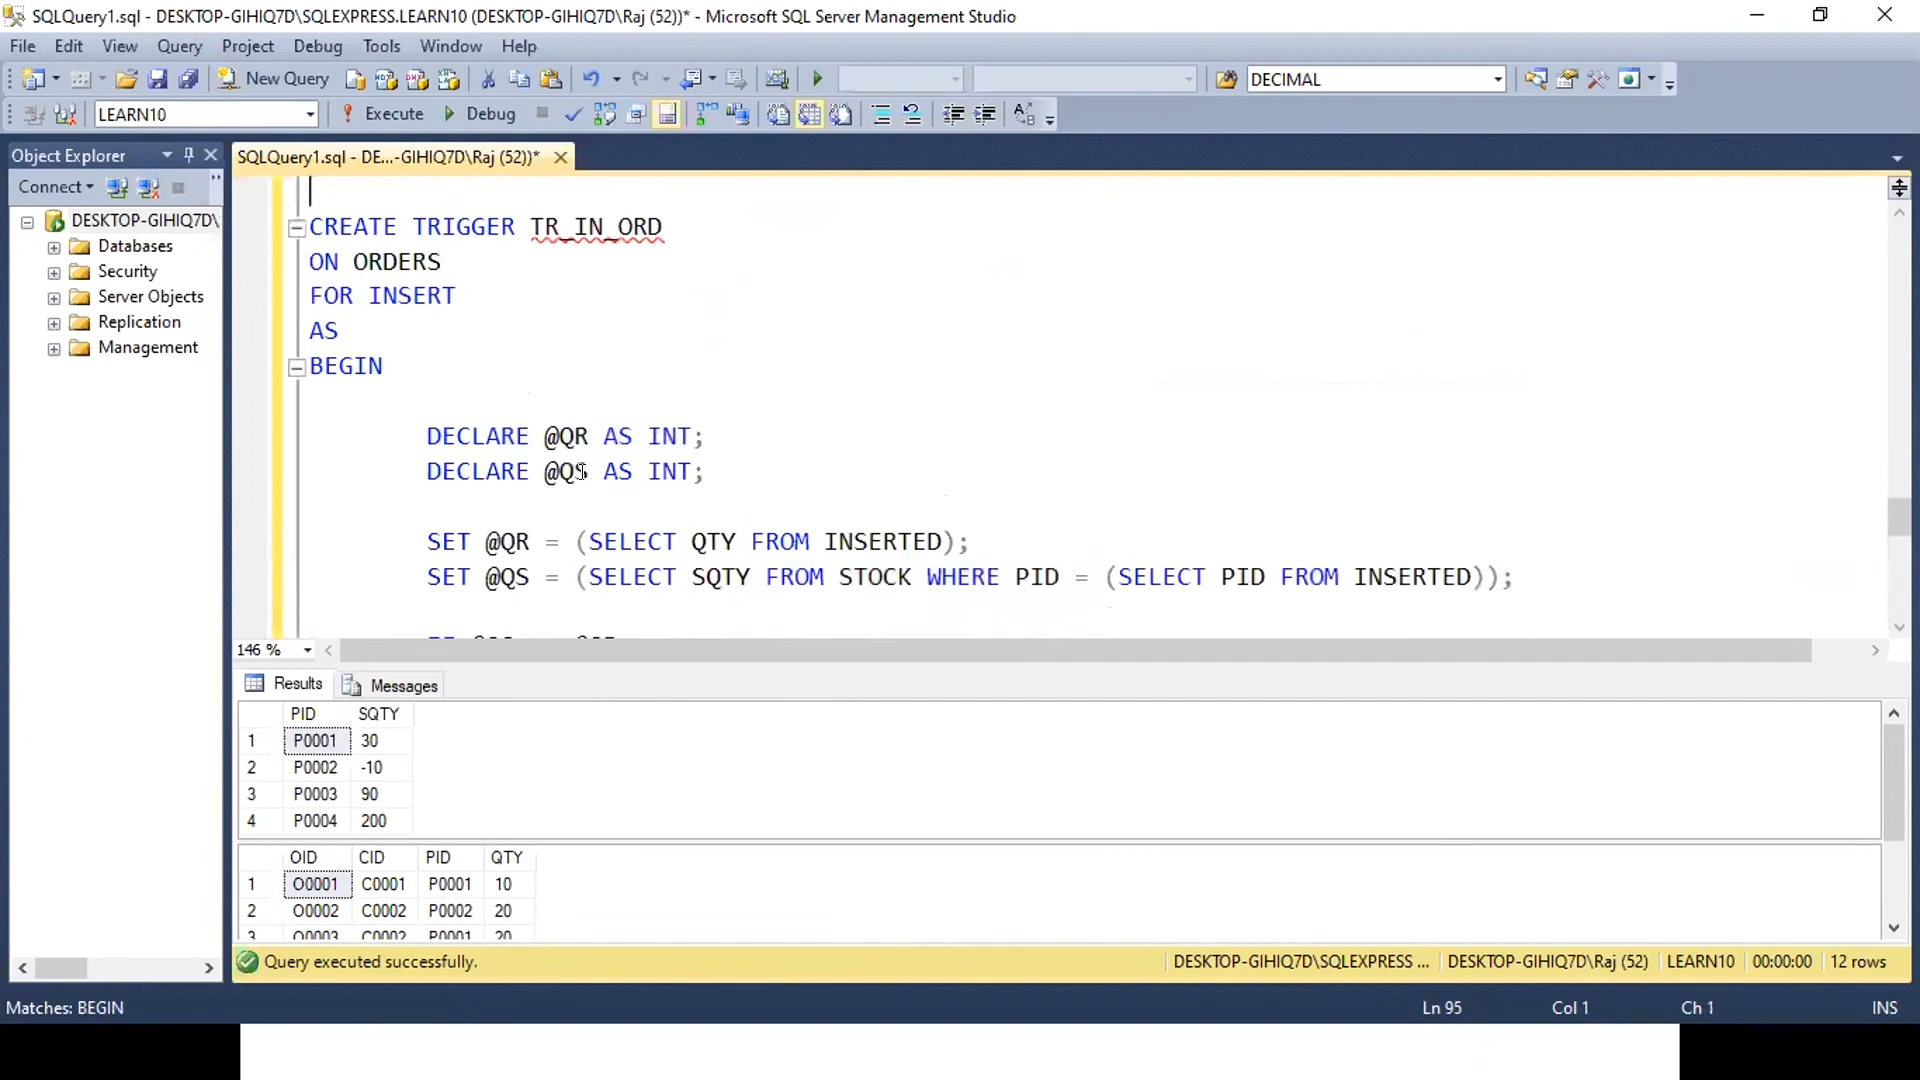 SQLQuery1.sql - DESKTOP-GIHIQ7D\SQLEXPRESS.LEARN10 (DESKTOP-GIHIQ7D\Raj (52))* - Microsoft SQL Server Management Studio
File Edit View Query Project Debug Tools Window Help
New Query DECIMAL
LEARN10 Execute Debug
Object Explorer
SQLQuery1.sql - DE...-GIHIQ7D\Raj (52))*
Connect
DESKTOP-GIHIQ7D\
Databases
Security
Server Objects
Replication
Management
CREATE TRIGGER TR_IN_ORD
ON ORDERS
FOR INSERT
AS
BEGIN
DECLARE @QR AS INT;
DECLARE @QS AS INT;
SET @QR = (SELECT QTY FROM INSERTED);
SET @QS = (SELECT SQTY FROM STOCK WHERE PID = (SELECT PID FROM INSERTED));
146 %
Results Messages
PID SQTY
1 P0001 30
2 P0002 -10
3 P0003 90
4 P0004 200
OID CID PID QTY
1 O0001 C0001 P0001 10
2 O0002 C0002 P0002 20
3 O0003 C0002 P0001 20
Query executed successfully. DESKTOP-GIHIQ7D\SQLEXPRESS ... DESKTOP-GIHIQ7D\Raj (52) LEARN10 00:00:00 12 rows
Matches: BEGIN Ln 95 Col 1 Ch 1 INS